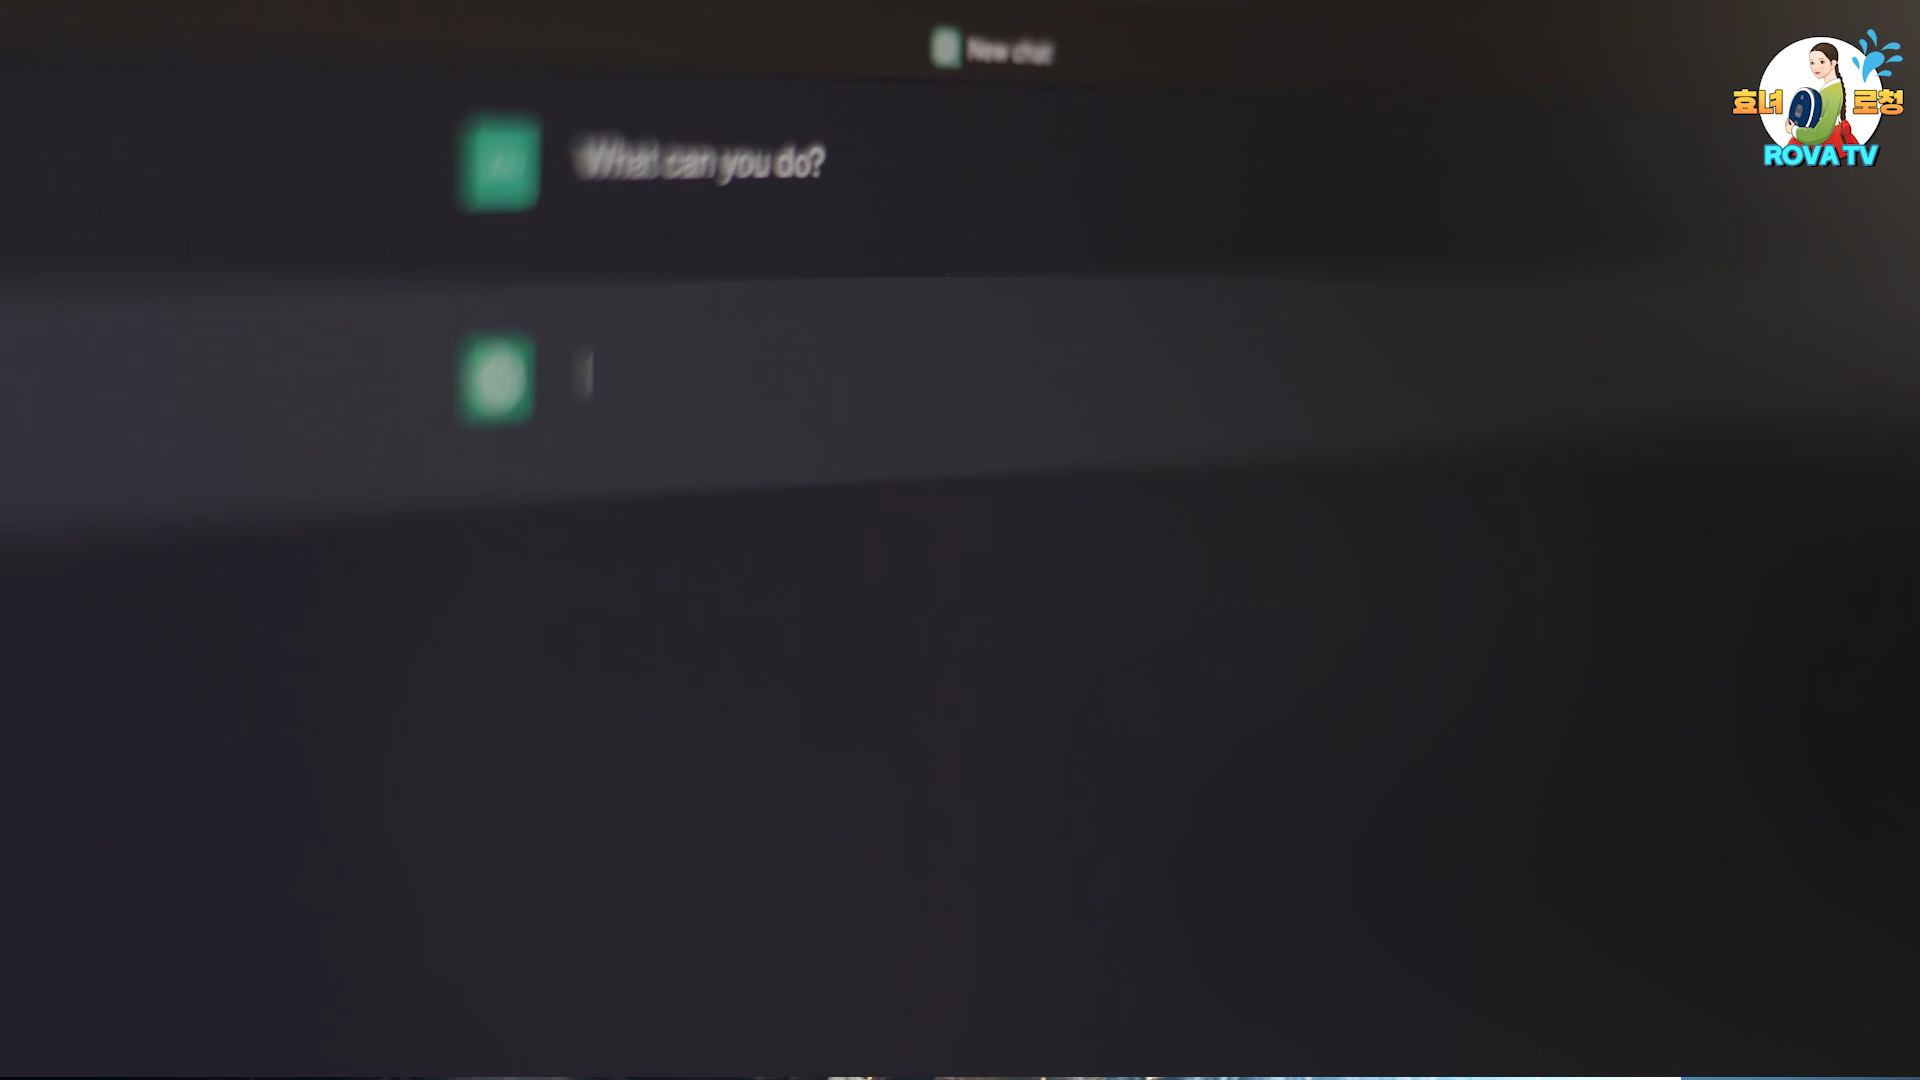 New chat
What can you do?
효녀 로청
ROVA TV